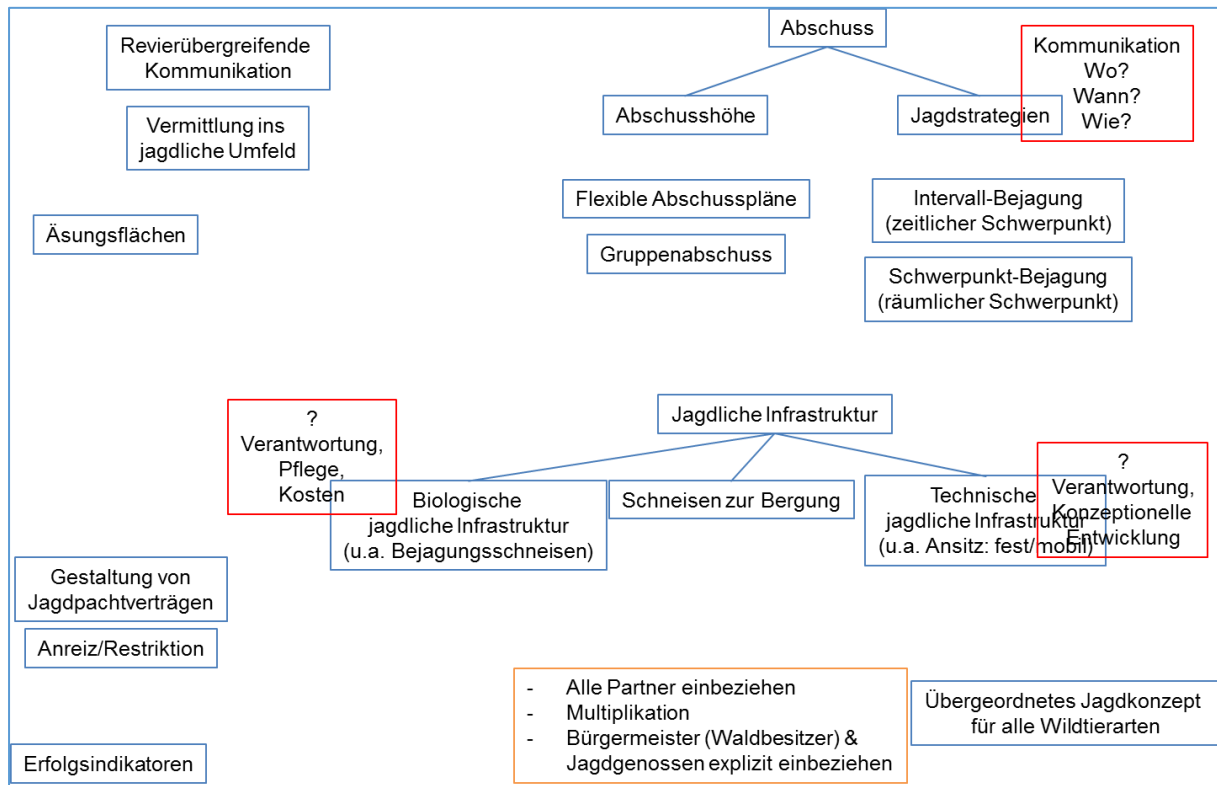 Revierübergreifende
Kommunikation
Vermittlung ins
jagdliche Umfeld
Äsungsflächen
Abschuss
Abschusshöhe
Jagdstrategien
Kommunikation
Wo?
Wann?
Wie?
Flexible Abschusspläne
Gruppenabschuss
Intervall-Bejagung
(zeitlicher Schwerpunkt)
Schwerpunkt-Bejagung
(räumlicher Schwerpunkt)
Jagdliche Infrastruktur
?
Verantwortung,
Pflege,
Kosten
Biologische
jagdliche Infrastruktur
(u.a. Bejagungsschneisen)
Schneisen zur Bergung
Technische
jagdliche Infrastruktur
(u.a. Ansitz: fest/mobil)
?
Verantwortung,
Konzeptionelle
Entwicklung
Gestaltung von
Jagdpachtverträgen
Anreiz/Restriktion
- Alle Partner einbeziehen
- Multiplikation
- Bürgermeister (Waldbesitzer) &
Jagdgenossen explizit einbeziehen
Übergeordnetes Jagdkonzept
für alle Wildtierarten
Erfolgsindikatoren